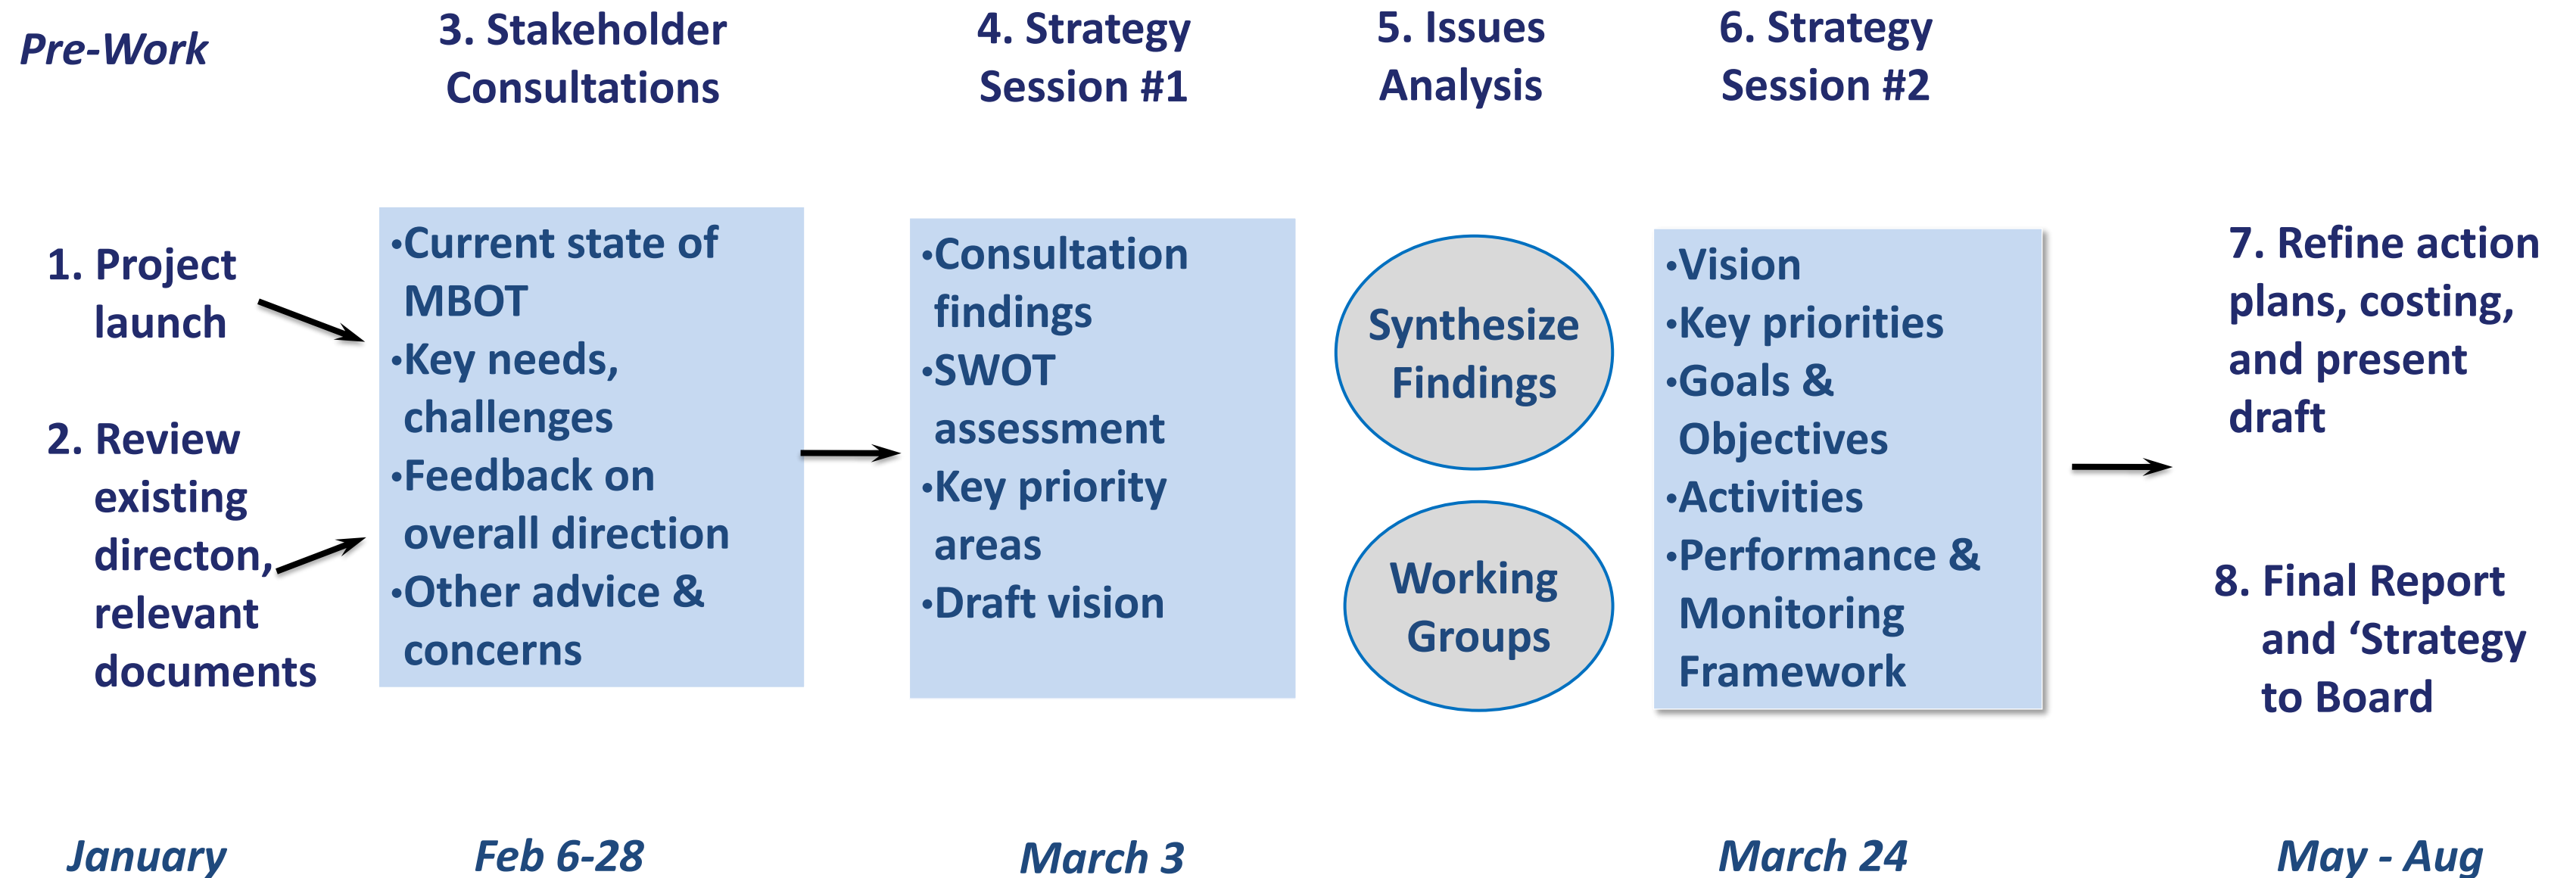 Pre-Work
3. Stakeholder
Consultations
4. Strategy
Session #1
5. Issues
Analysis
6. Strategy
Session #2
1. Project
launch
2. Review
existing
directon,
relevant
documents
•Current state of
MBOT
•Key needs,
challenges
•Feedback on
overall direction
•Other advice &
concerns
•Consultation
findings
•SWOT
assessment
•Key priority
areas
•Draft vision
Synthesize
Findings
Working
Groups
•Vision
•Key priorities
•Goals &
Objectives
•Activities
•Performance &
Monitoring
Framework
7. Refine action
plans, costing,
and present
draft
8. Final Report
and ‘Strategy
to Board
January
Feb 6-28
March 3
March 24
May - Aug